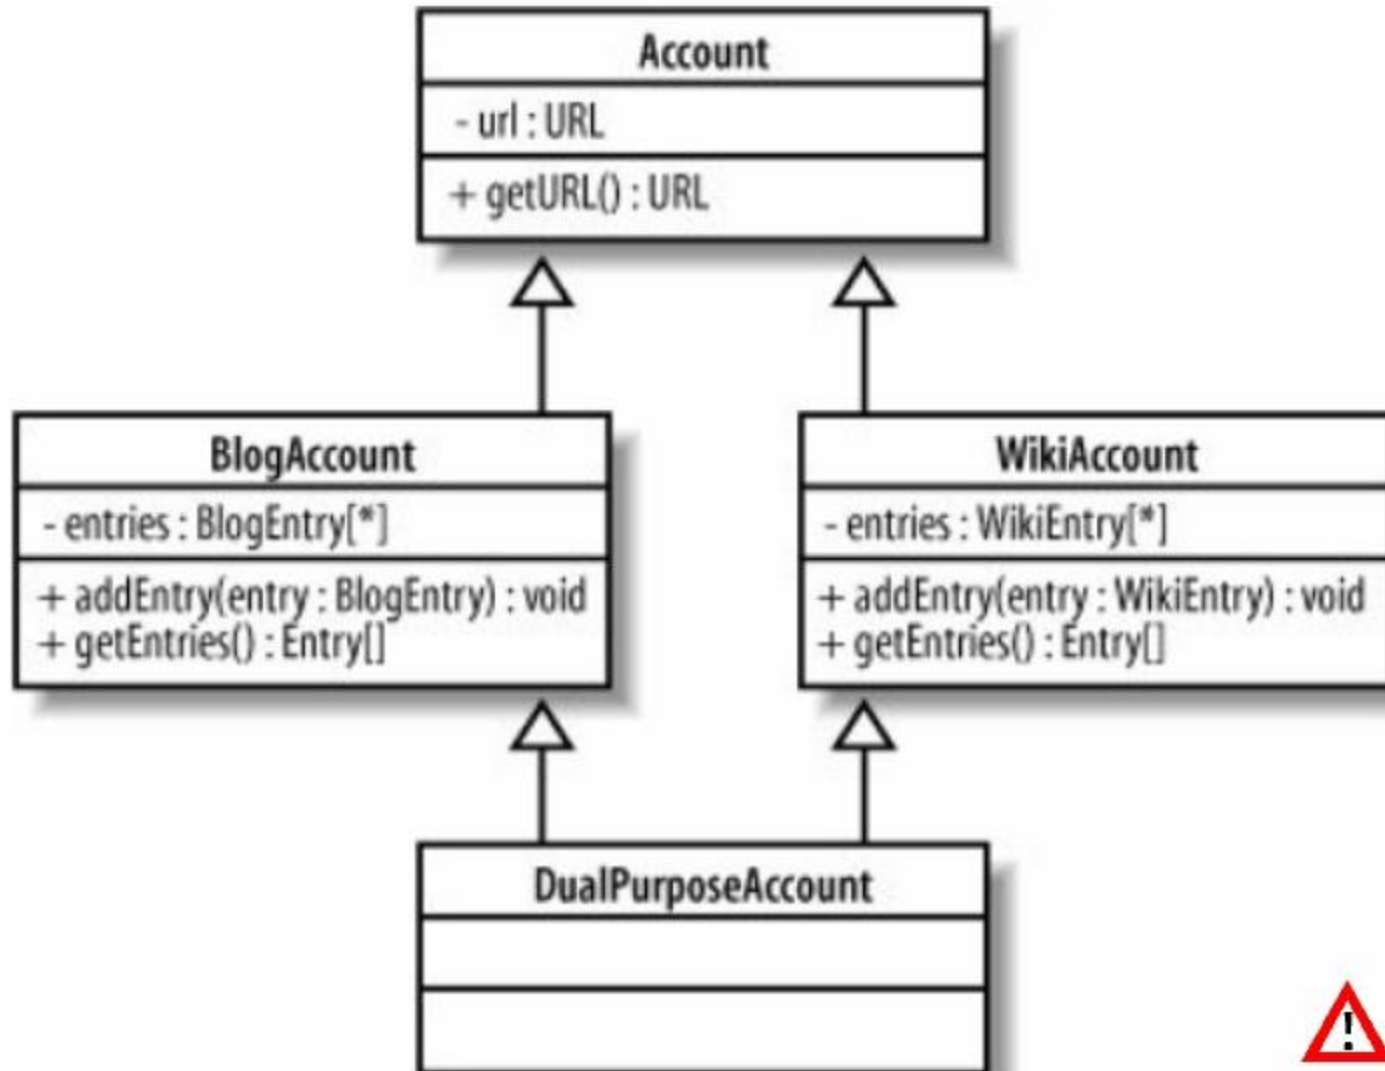 Account
- url : URL
+ getURL() : URL
BlogAccount
- entries : BlogEntry[*]
+ addEntry(entry : BlogEntry) : void
+ getEntries() : Entry[]
WikiAccount
- entries : WikiEntry[*]
+ addEntry(entry : WikiEntry) : void
+ getEntries() : Entry[]
DualPurposeAccount
!